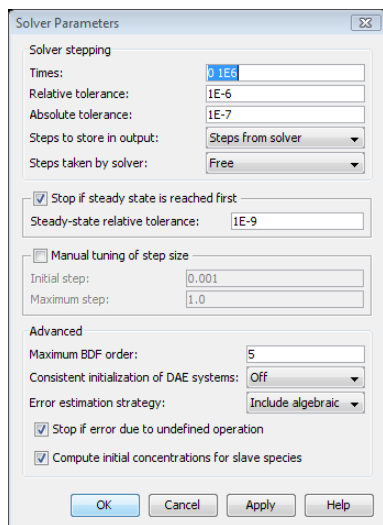 Solver Parameters
Solver stepping
Times: 0 1E6
Relative tolerance: 1E-6
Absolute tolerance: 1E-7
Steps to store in output: Steps from solver
Steps taken by solver: Free
Stop if steady state is reached first
Steady-state relative tolerance: 1E-9
Manual tuning of step size
Initial step: 0.001
Maximum step: 1.0
Advanced
Maximum BDF order: 5
Consistent initialization of DAE systems: Off
Error estimation strategy: Include algebraic
Stop if error due to undefined operation
Compute initial concentrations for slave species
OK Cancel Apply Help